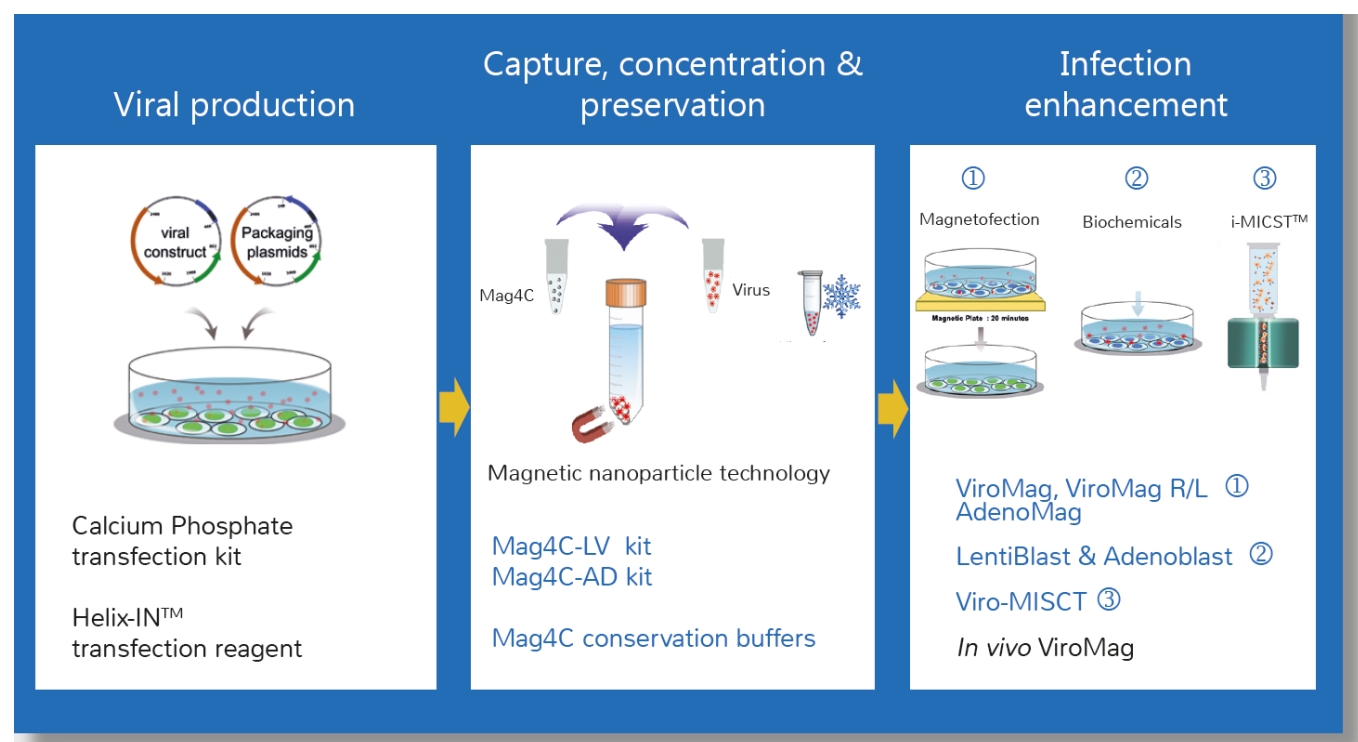 Viral production
Capture, concentration &
preservation
Infection
enhancement
viral
construct
Packaging
plasmids
Calcium Phosphate
transfection kit
Helix-IN™
transfection reagent
Mag4C
Virus
Magnetic nanoparticle technology
Mag4C-LV kit
Mag4C-AD kit
Mag4C conservation buffers
①
②
③
Magnetofection
Biochemicals
i-MICST™
Magnetic Plate : 20 minutes
ViroMag, ViroMag R/L ①
AdenoMag
LentiBlast & Adenoblast ②
Viro-MISCT ③
In vivo ViroMag